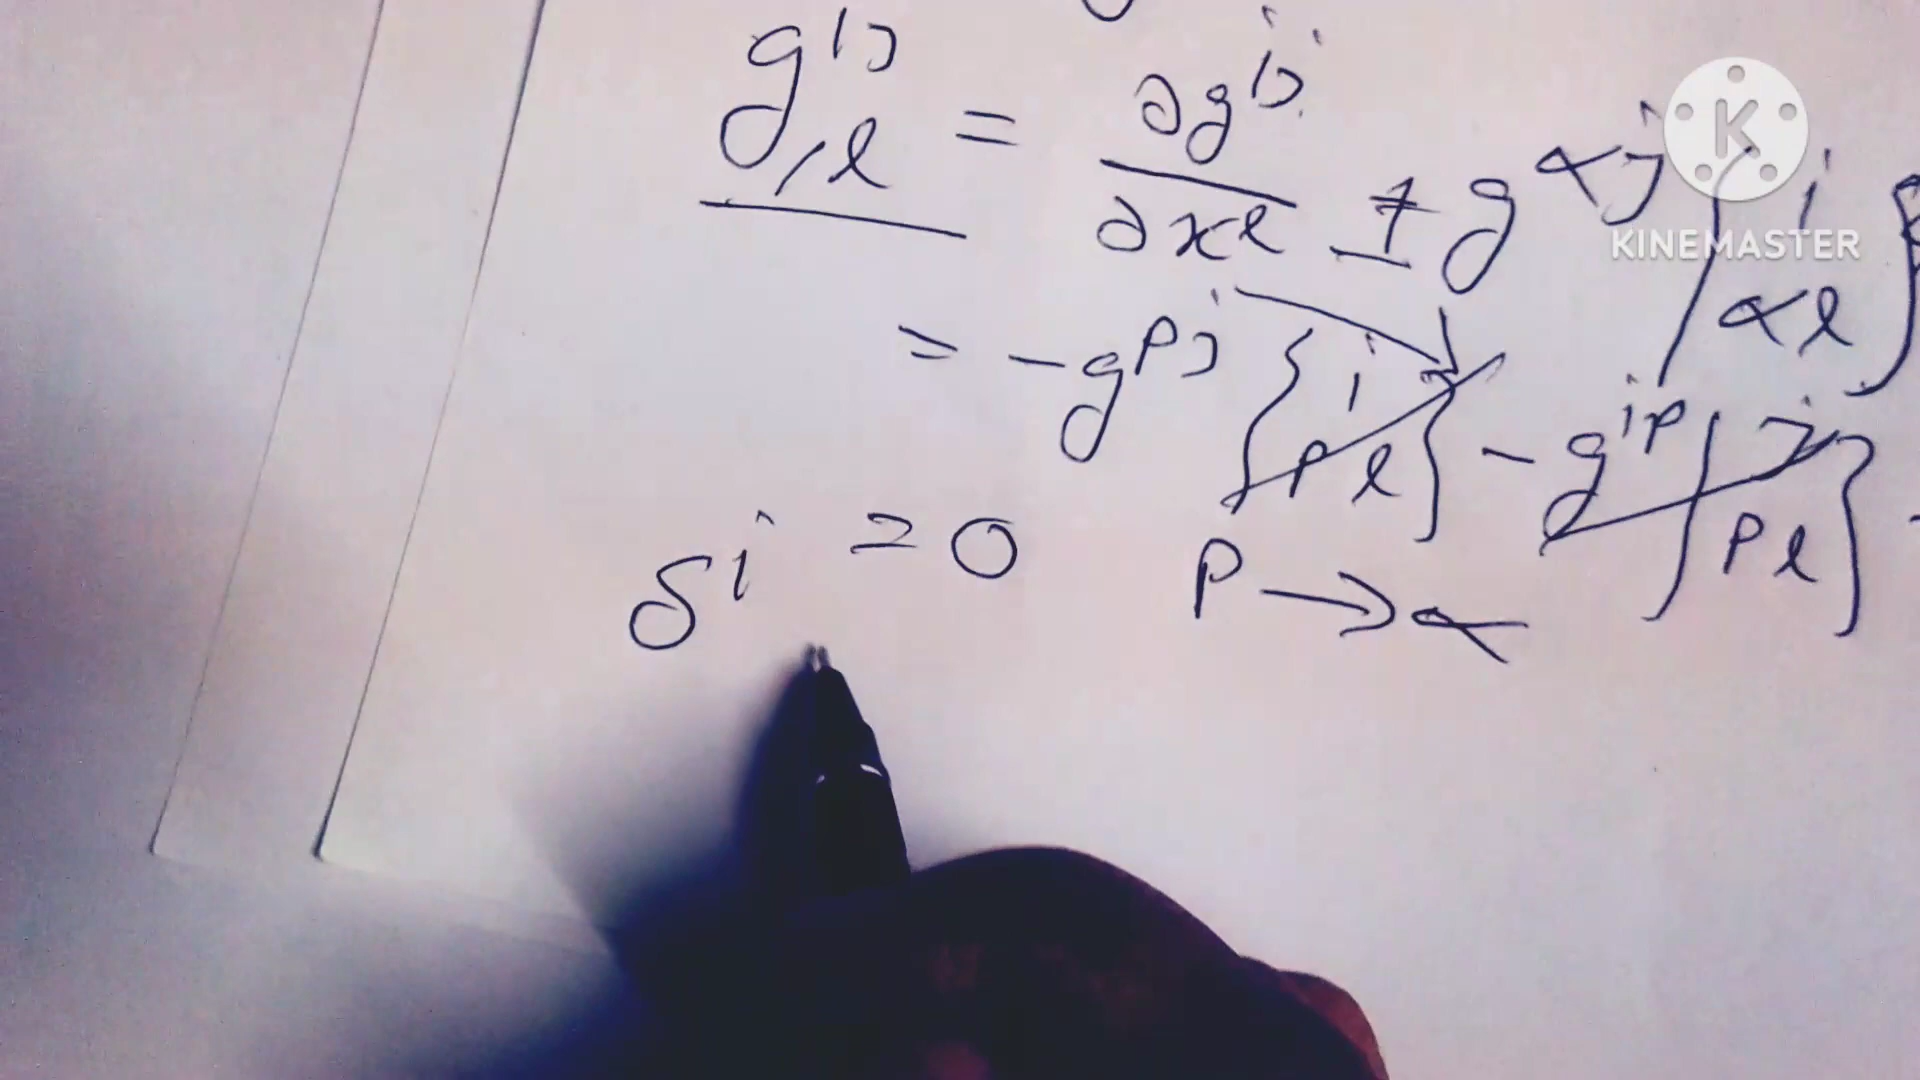 g^{ij}_{,l} = ∂g^{ij}/∂x^l + g^{αj} { i αl }
= - g^{pj} { i pl } - g^{ip} { j pl }
δ^i = 0 p → α
K
KINEMASTER